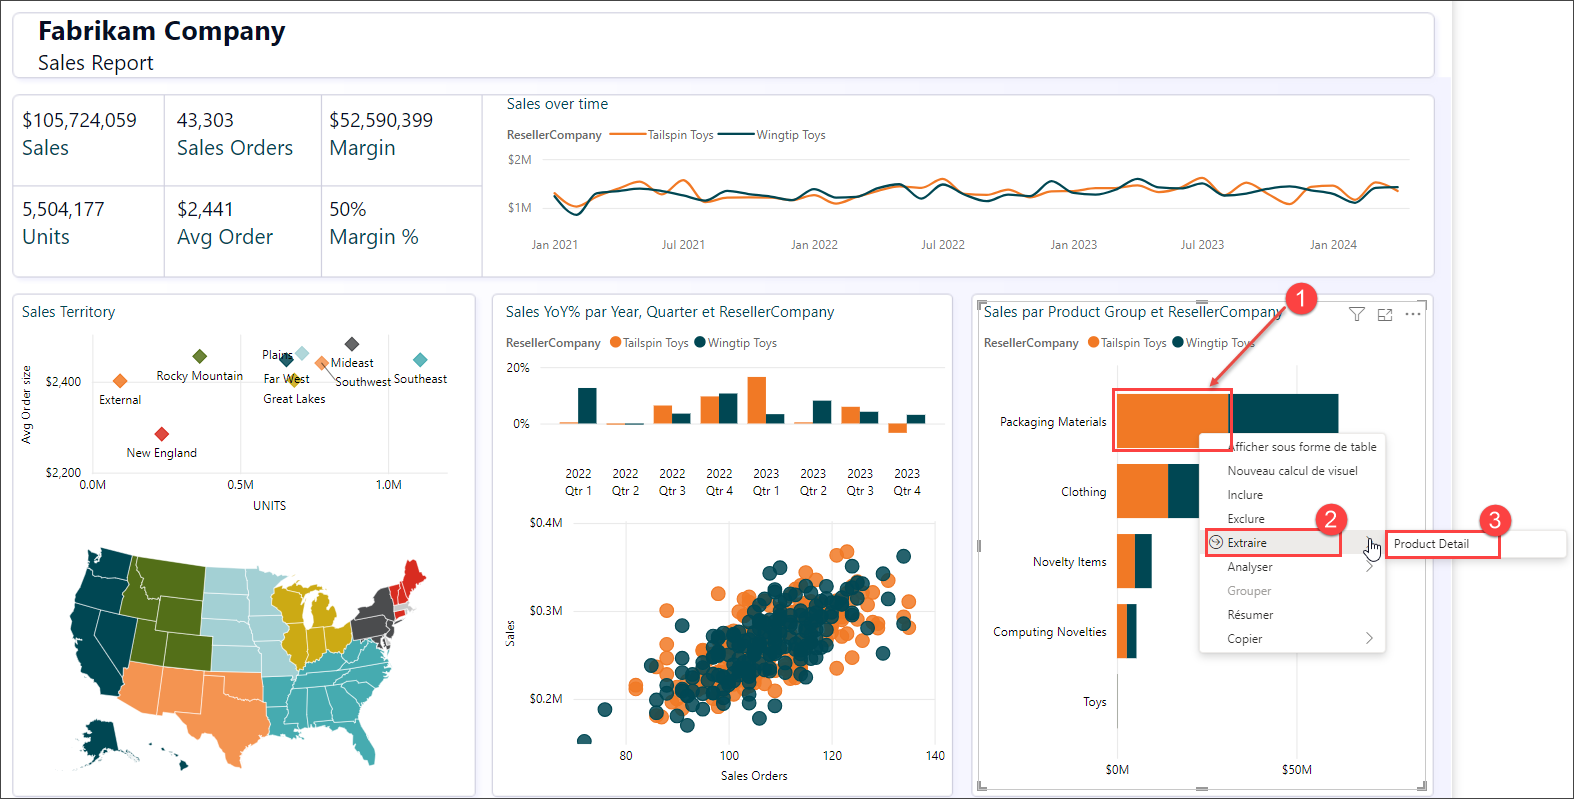 Fabrikam Company
Sales Report
$105,724,059
Sales
43,303
Sales Orders
$52,590,399
Margin
5,504,177
Units
$2,441
Avg Order
50%
Margin %
Sales over time
ResellerCompany Tailspin Toys Wingtip Toys
$2M
$1M
Jan 2021 Jul 2021 Jan 2022 Jul 2022 Jan 2023 Jul 2023 Jan 2024
Sales Territory
Avg Order size
$2,400
$2,200
Plains
Mideast
Rocky Mountain
Far West
Southwest
Southeast
External
Great Lakes
New England
0.0M 0.5M 1.0M
UNITS
Sales YoY% par Year, Quarter et ResellerCompany
ResellerCompany Tailspin Toys Wingtip Toys
20%
0%
2022 2022 2022 2022 2023 2023 2023 2023
Qtr 1 Qtr 2 Qtr 3 Qtr 4 Qtr 1 Qtr 2 Qtr 3 Qtr 4
$0.4M
$0.3M
$0.2M
Sales
80 100 120 140
Sales Orders
Sales par Product Group et ResellerCompany
ResellerCompany Tailspin Toys Wingtip Toys
1
Packaging Materials
Clothing
Novelty Items
Computing Novelties
Toys
$0M $50M
Afficher sous forme de table
Nouveau calcul de visuel
Inclure
Exclure
2
Extraire
3
Product Detail
Analyser
Grouper
Résumer
Copier